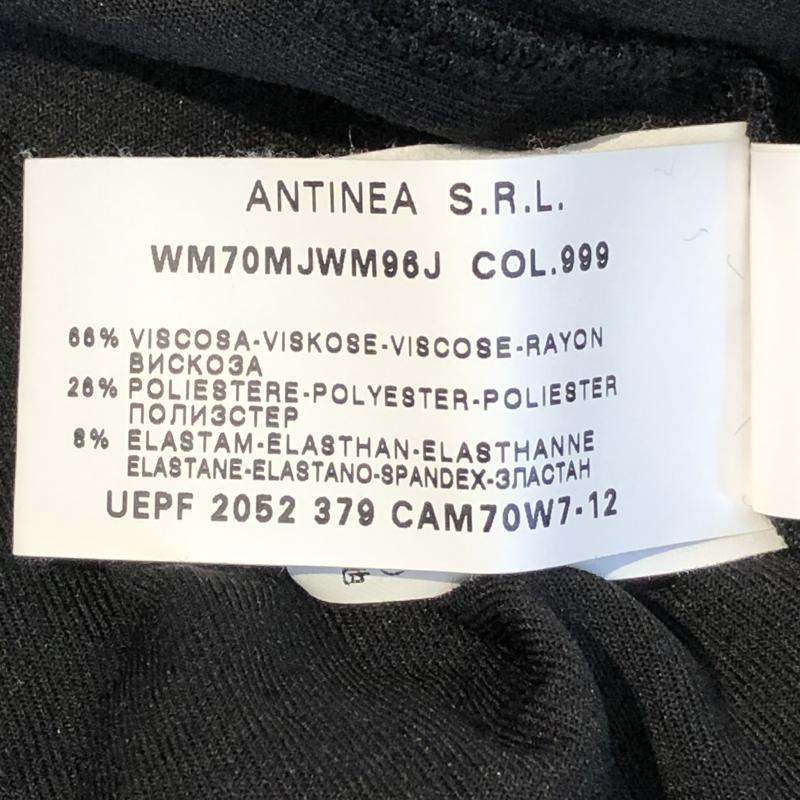 ANTINEA S.R.L.
WM70MJWM96J COL.999
66% VISCOSA-VISKOSE-VISCOSE-RAYON
ВИСКОЗА
26% POLIESTERE-POLYESTER-POLIESTER
ПОЛИЭСТЕР
8% ELASTAM-ELASTHAN-ELASTHANNE
ELASTANE-ELASTANO-SPANDEX-ЭЛАСТАН
UEPF 2052 379 CAM70W7-12